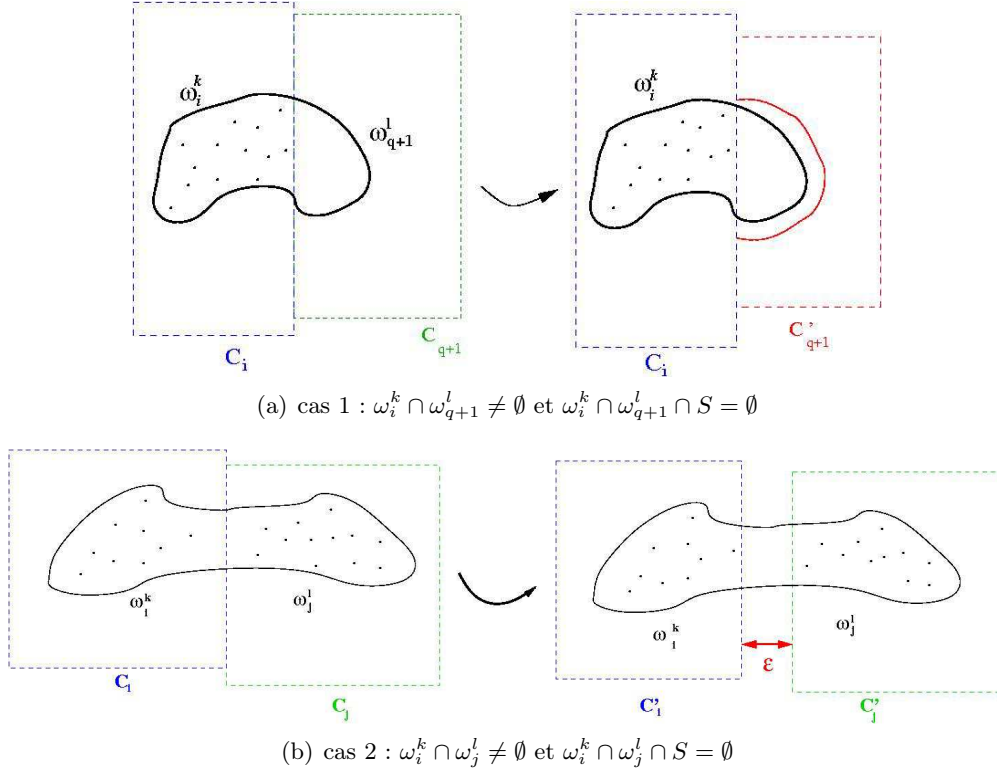 ω_i^k
ω_{q+1}^l
C_i
C_{q+1}
ω_i^k
C_i
C'_{q+1}
(a) cas 1 : ω_i^k ∩ ω_{q+1}^l ≠ ∅ et ω_i^k ∩ ω_{q+1}^l ∩ S = ∅
ω_i^k
ω_j^l
C_i
C_j
ω_i^k
ω_j^l
ε
C'_i
C'_j
(b) cas 2 : ω_i^k ∩ ω_j^l ≠ ∅ et ω_i^k ∩ ω_j^l ∩ S = ∅